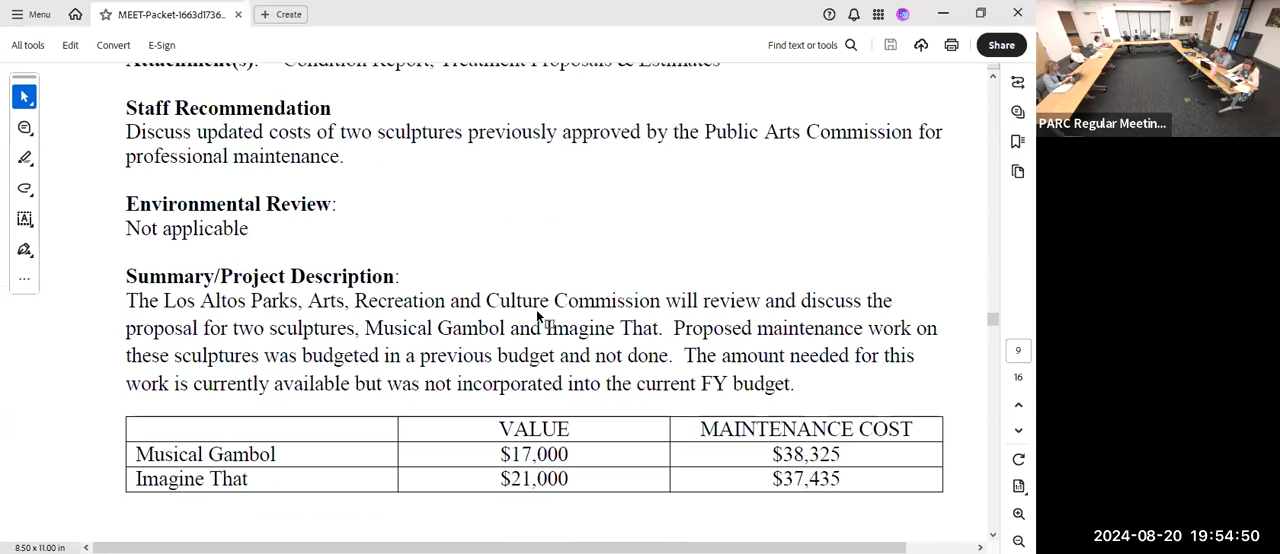 Menu
MEET-Packet-1663d1736...
Create
All tools
Edit
Convert
E-Sign
Find text or tools
Share
Attachment(s): Condition Report, Treatment Proposals & Estimates
Staff Recommendation
Discuss updated costs of two sculptures previously approved by the Public Arts Commission for
professional maintenance.
Environmental Review:
Not applicable
Summary/Project Description:
The Los Altos Parks, Arts, Recreation and Culture Commission will review and discuss the
proposal for two sculptures, Musical Gambol and Imagine That. Proposed maintenance work on
these sculptures was budgeted in a previous budget and not done. The amount needed for this
work is currently available but was not incorporated into the current FY budget.
VALUE MAINTENANCE COST
Musical Gambol $17,000 $38,325
Imagine That $21,000 $37,435
9
16
8.50 x 11.00 in
PARC Regular Meetin...
2024-08-20 19:54:50